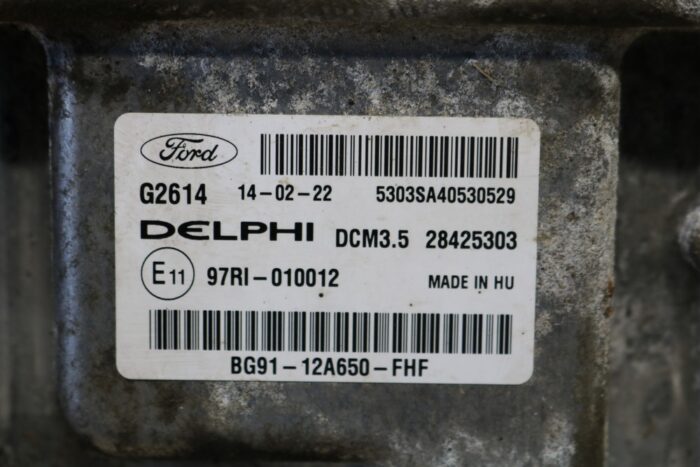 Ford
G2614 14-02-22 5303SA40530529
DELPHI DCM3.5 28425303
E11 97RI-010012 MADE IN HU
BG91-12A650-FHF